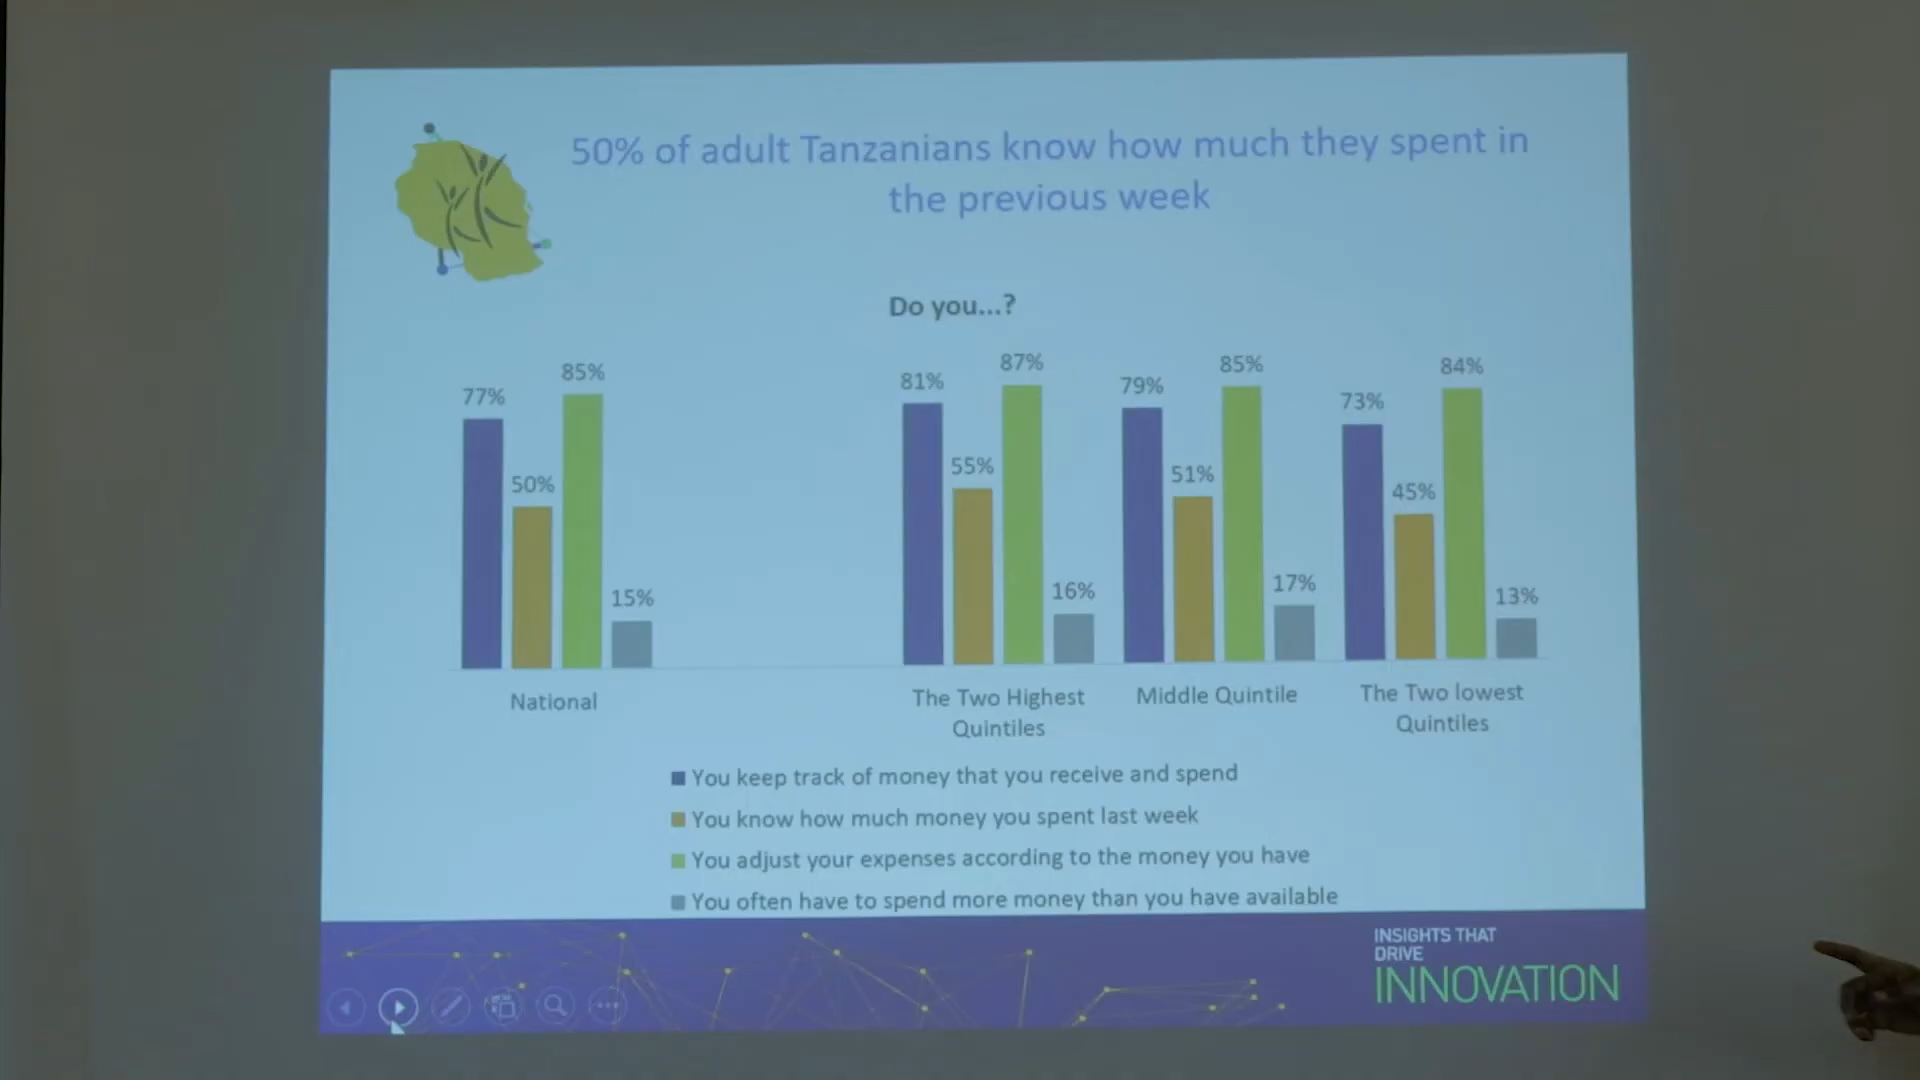 50% of adult Tanzanians know how much they spent in
the previous week
Do you...?
77%
50%
85%
15%
81%
55%
87%
16%
79%
51%
85%
17%
73%
45%
84%
13%
National
The Two Highest
Quintiles
Middle Quintile
The Two lowest
Quintiles
You keep track of money that you receive and spend
You know how much money you spent last week
You adjust your expenses according to the money you have
You often have to spend more money than you have available
INSIGHTS THAT
DRIVE
INNOVATION